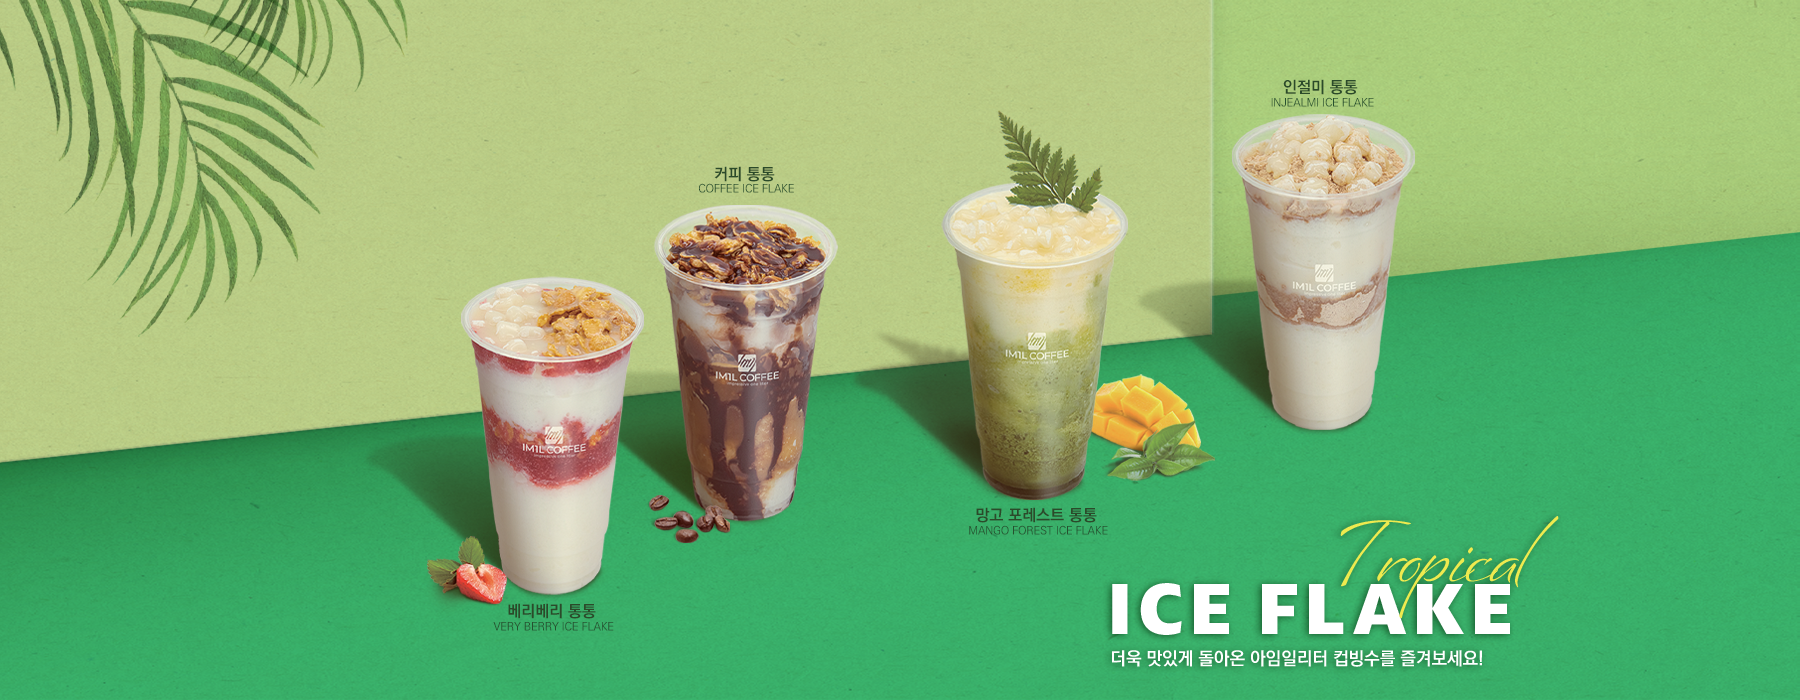 인절미 통통
INJEALMI ICE FLAKE
커피 통통
COFFEE ICE FLAKE
IM1L COFFEE
IM1L COFFEE
IM1L COFFEE
IM1L COFFEE
망고 포레스트 통통
MANGO FOREST ICE FLAKE
베리베리 통통
VERY BERRY ICE FLAKE
Tropical
ICE FLAKE
더욱 맛있게 돌아온 아임일리터 컵빙수를 즐겨보세요!